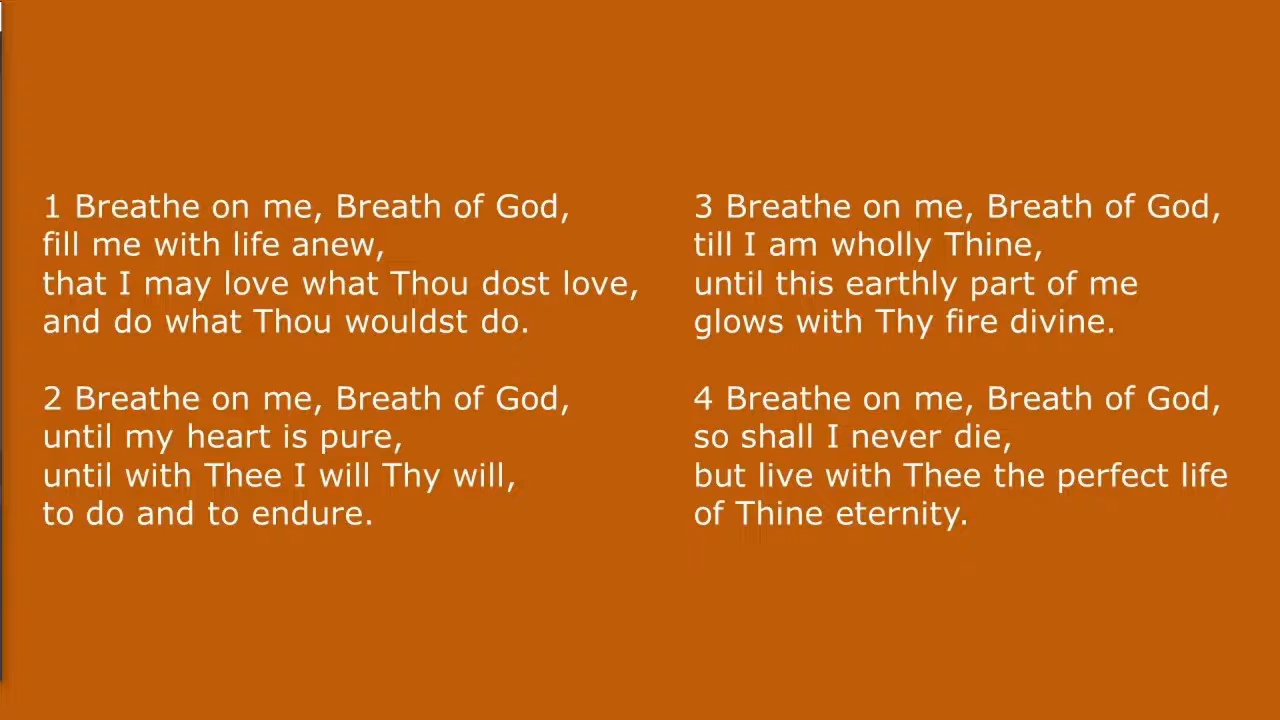 1 Breathe on me, Breath of God,
fill me with life anew,
that I may love what Thou dost love,
and do what Thou wouldst do.
2 Breathe on me, Breath of God,
until my heart is pure,
until with Thee I will Thy will,
to do and to endure.
3 Breathe on me, Breath of God,
till I am wholly Thine,
until this earthly part of me
glows with Thy fire divine.
4 Breathe on me, Breath of God,
so shall I never die,
but live with Thee the perfect life
of Thine eternity.